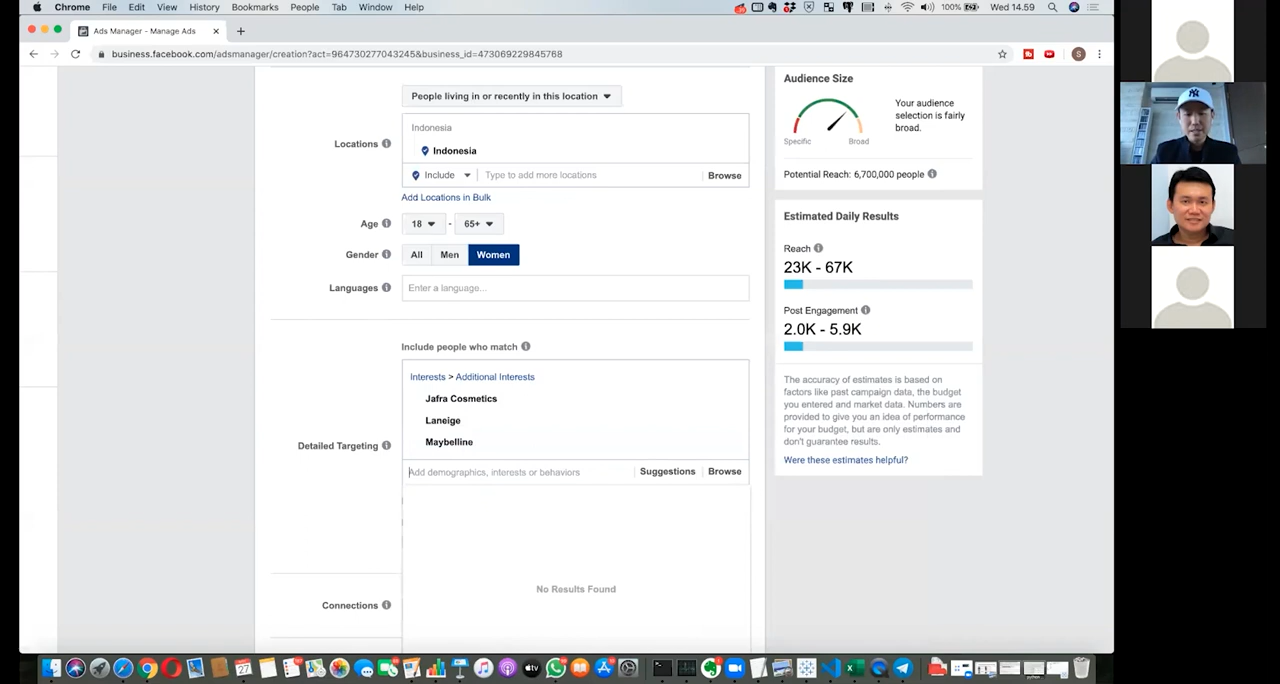 Chrome File Edit View History Bookmarks People Tab Window Help 100% Wed 14.59
Ads Manager - Manage Ads
business.facebook.com/adsmanager/creation?act=964730277043245&business_id=473069229845768
S
People living in or recently in this location
Locations
Indonesia
Indonesia
Include Type to add more locations Browse
Add Locations in Bulk
Age 18 - 65+
Gender All Men Women
Languages Enter a language...
Include people who match
Interests > Additional Interests
Jafra Cosmetics
Laneige
Maybelline
Detailed Targeting
Add demographics, interests or behaviors Suggestions Browse
No Results Found
Connections
Audience Size
Your audience
selection is fairly
broad.
Specific Broad
Potential Reach: 6,700,000 people
Estimated Daily Results
Reach
23K - 67K
Post Engagement
2.0K - 5.9K
The accuracy of estimates is based on
factors like past campaign data, the budget
you entered and market data. Numbers are
provided to give you an idea of performance
for your budget, but are only estimates and
don't guarantee results.
Were these estimates helpful?
27